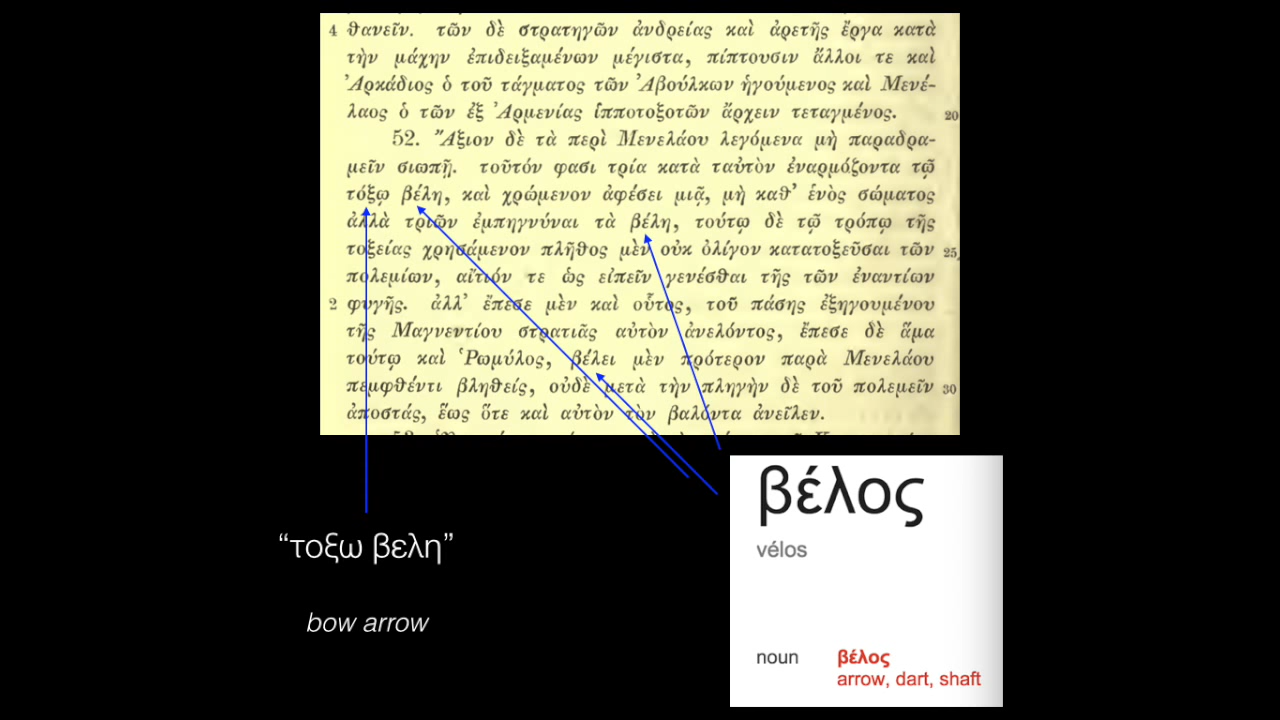 4 θανεῖν. τῶν δὲ στρατηγῶν ἀνδρείας καὶ ἀρετῆς ἔργα κατὰ
τὴν μάχην ἐπιδειξαμένων μέγιστα, πίπτουσιν ἄλλοι τε καὶ
Ἀρκάδιος ὁ τοῦ τάγματος τῶν Ἀβούλκων ἡγούμενος καὶ Μενέ-
λαος ὁ τῶν ἐξ Ἀρμενίας ἱπποτοξοτῶν ἄρχειν τεταγμένος. 20
52. Ἄξιον δὲ τὰ περὶ Μενελάου λεγόμενα μὴ παραδρα-
μεῖν σιωπῇ. τοῦτόν φασι τρία κατὰ ταὐτὸν ἐναρμόζοντα τῷ
τόξῳ βέλη, καὶ χρώμενον ἀφέσει μιᾷ, μὴ καθ’ ἑνὸς σώματος
ἀλλὰ τριῶν ἐμπηγνύναι τὰ βέλη, τούτῳ δὲ τῷ τρόπῳ τῆς
τοξείας χρησάμενον πλῆθος μὲν οὐκ ὀλίγον κατατοξεῦσαι τῶν 25
πολεμίων, αἴτιόν τε ὡς εἰπεῖν γενέσθαι τῆς τῶν ἐναντίων
2 φυγῆς. ἀλλ’ ἔπεσε μὲν καὶ οὗτος, τοῦ πάσης ἐξηγουμένου
τῆς Μαγνεντίου στρατιᾶς αὐτὸν ἀνελόντος, ἔπεσε δὲ ἅμα
τούτῳ καὶ Ῥωμύλος, βέλει μὲν πρότερον παρὰ Μενελάου
πεμφθέντι βληθείς, οὐδὲ μετὰ τὴν πληγὴν δὲ τοῦ πολεμεῖν 30
ἀποστάς, ἕως ὅτε καὶ αὐτὸν τὸν βαλόντα ἀνεῖλεν.
“τοξω βελη”
bow arrow
βέλος
vélos
noun βέλος
arrow, dart, shaft